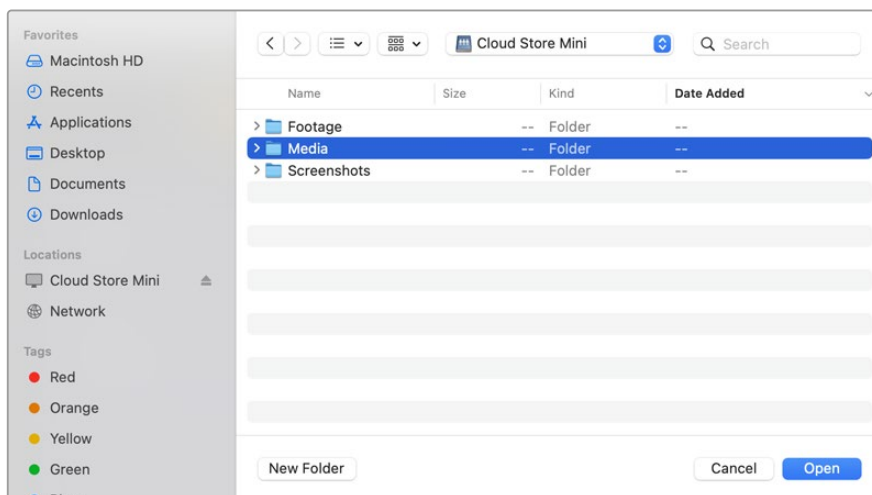 Favorites
Macintosh HD
Recents
Applications
Desktop
Documents
Downloads
Locations
Cloud Store Mini
Network
Tags
Red
Orange
Yellow
Green
Cloud Store Mini
Search
Name Size Kind Date Added
Footage -- Folder --
Media -- Folder --
Screenshots -- Folder --
New Folder Cancel Open